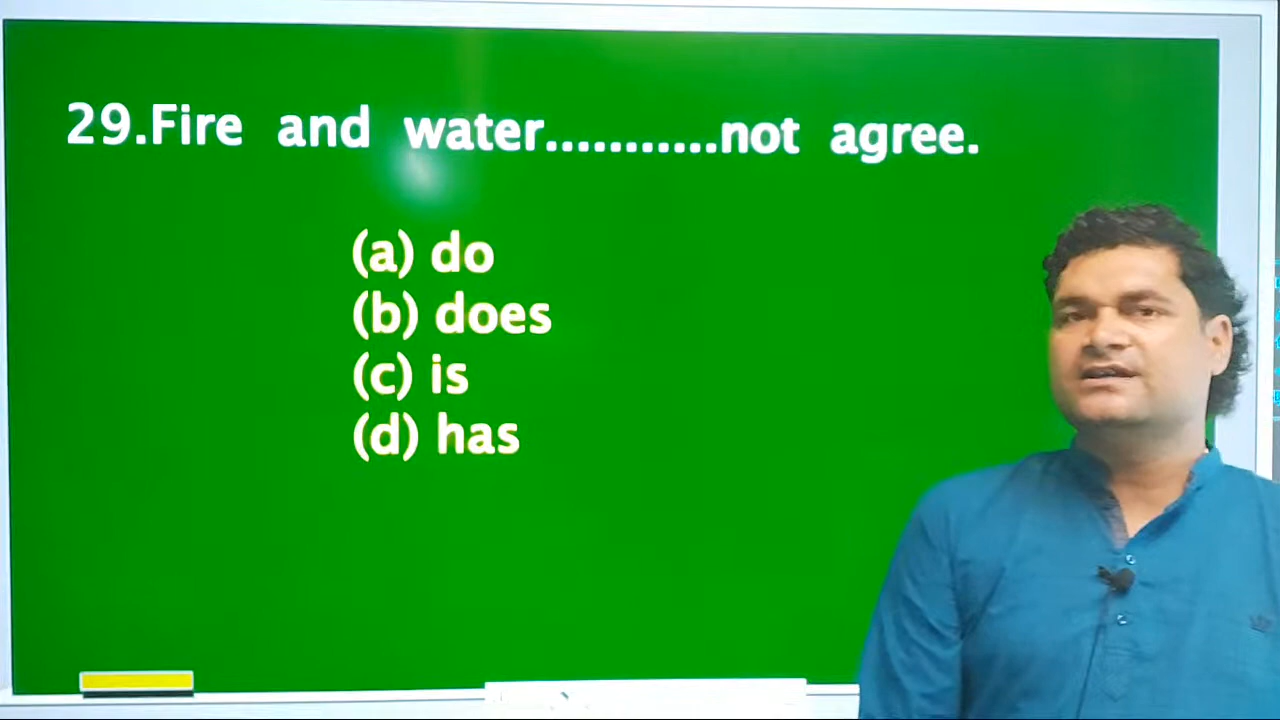 29.Fire and water...........not agree.
(a) do
(b) does
(c) is
(d) has